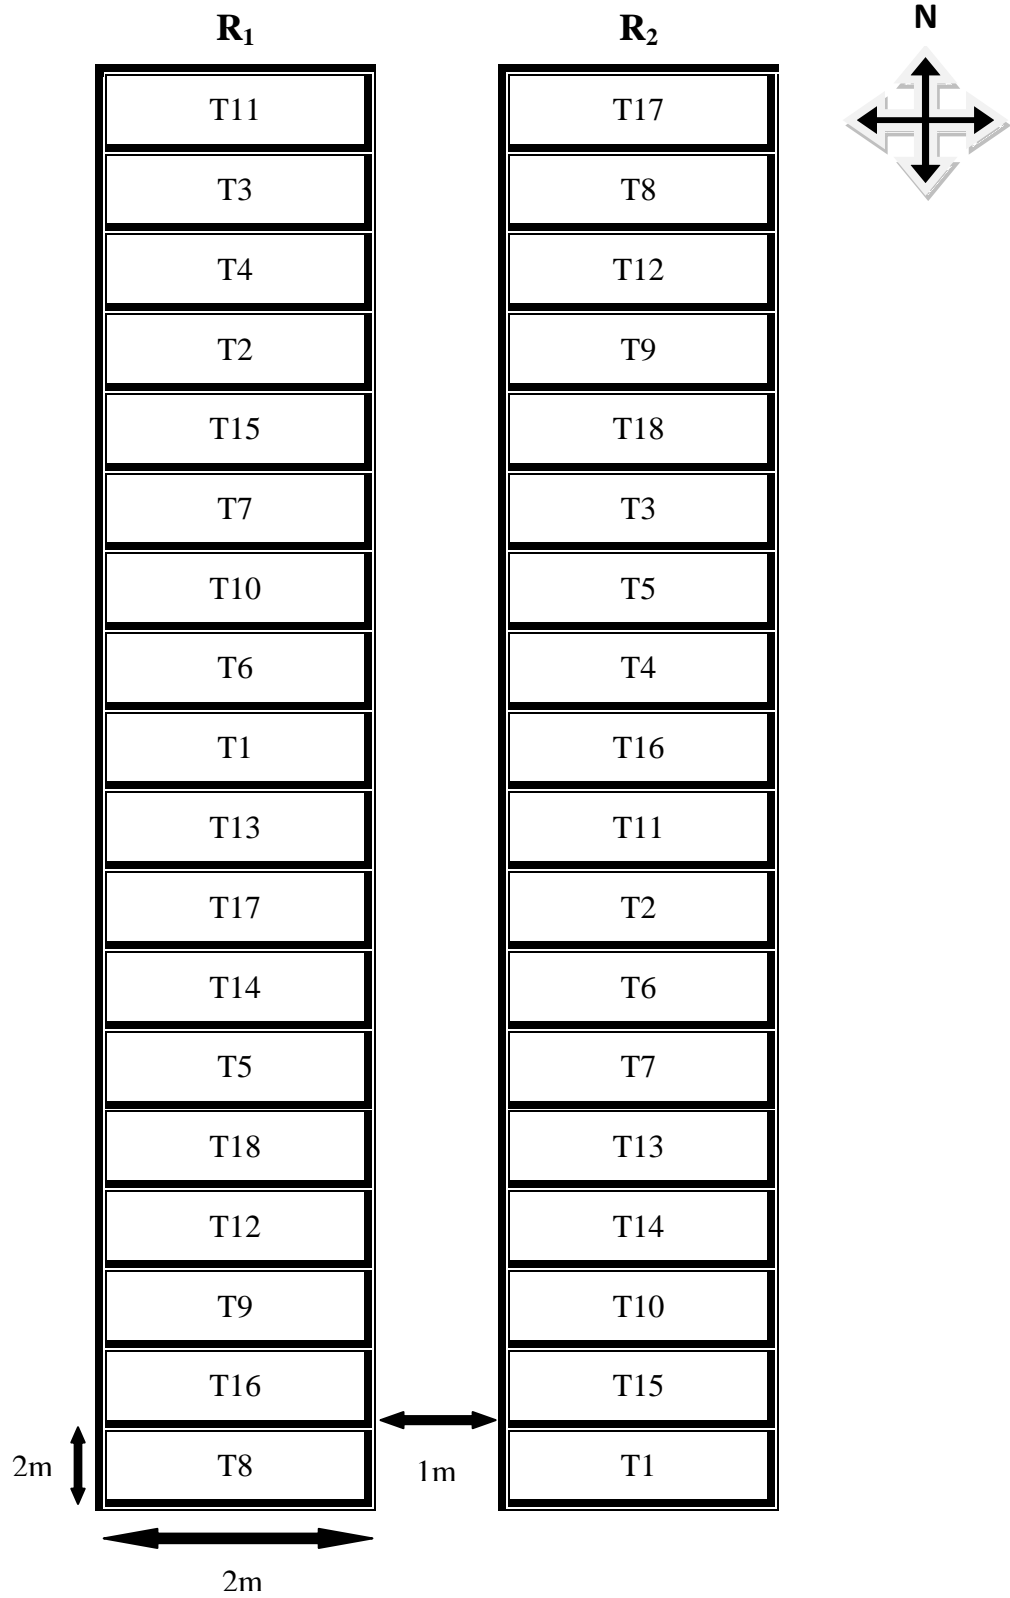 R1 R2 N
T11 T17
T3 T8
T4 T12
T2 T9
T15 T18
T7 T3
T10 T5
T6 T4
T1 T16
T13 T11
T17 T2
T14 T6
T5 T7
T18 T13
T12 T14
T9 T10
T16 T15
2m T8 1m T1
2m